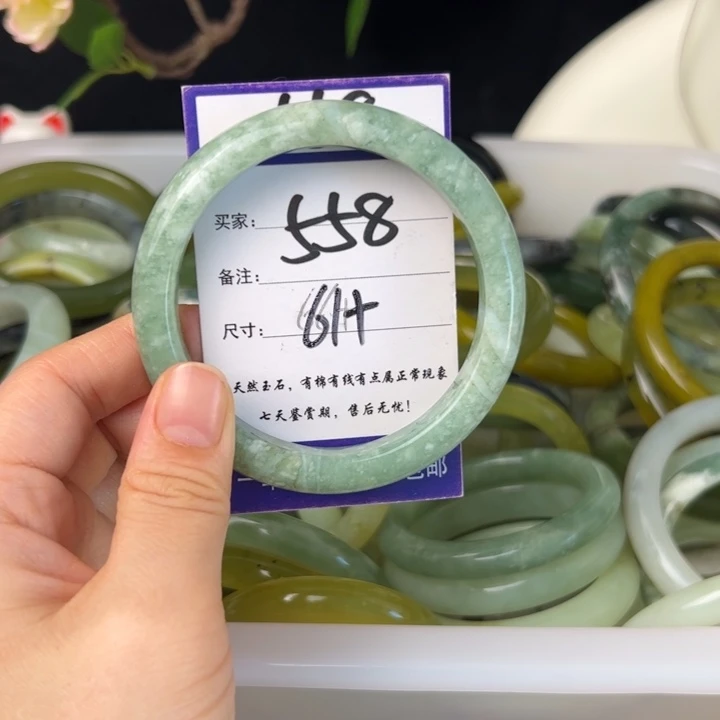 买家: 558
备注:
尺寸: 61+
天然玉石，有棉有线有点属正常现象
七天鉴赏期，售后无忧！